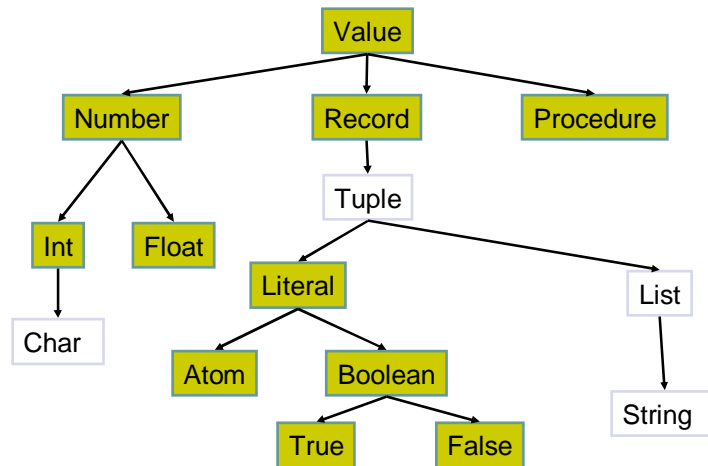 Value
Number
Record
Procedure
Tuple
Int
Float
Literal
List
Char
Atom
Boolean
String
True
False